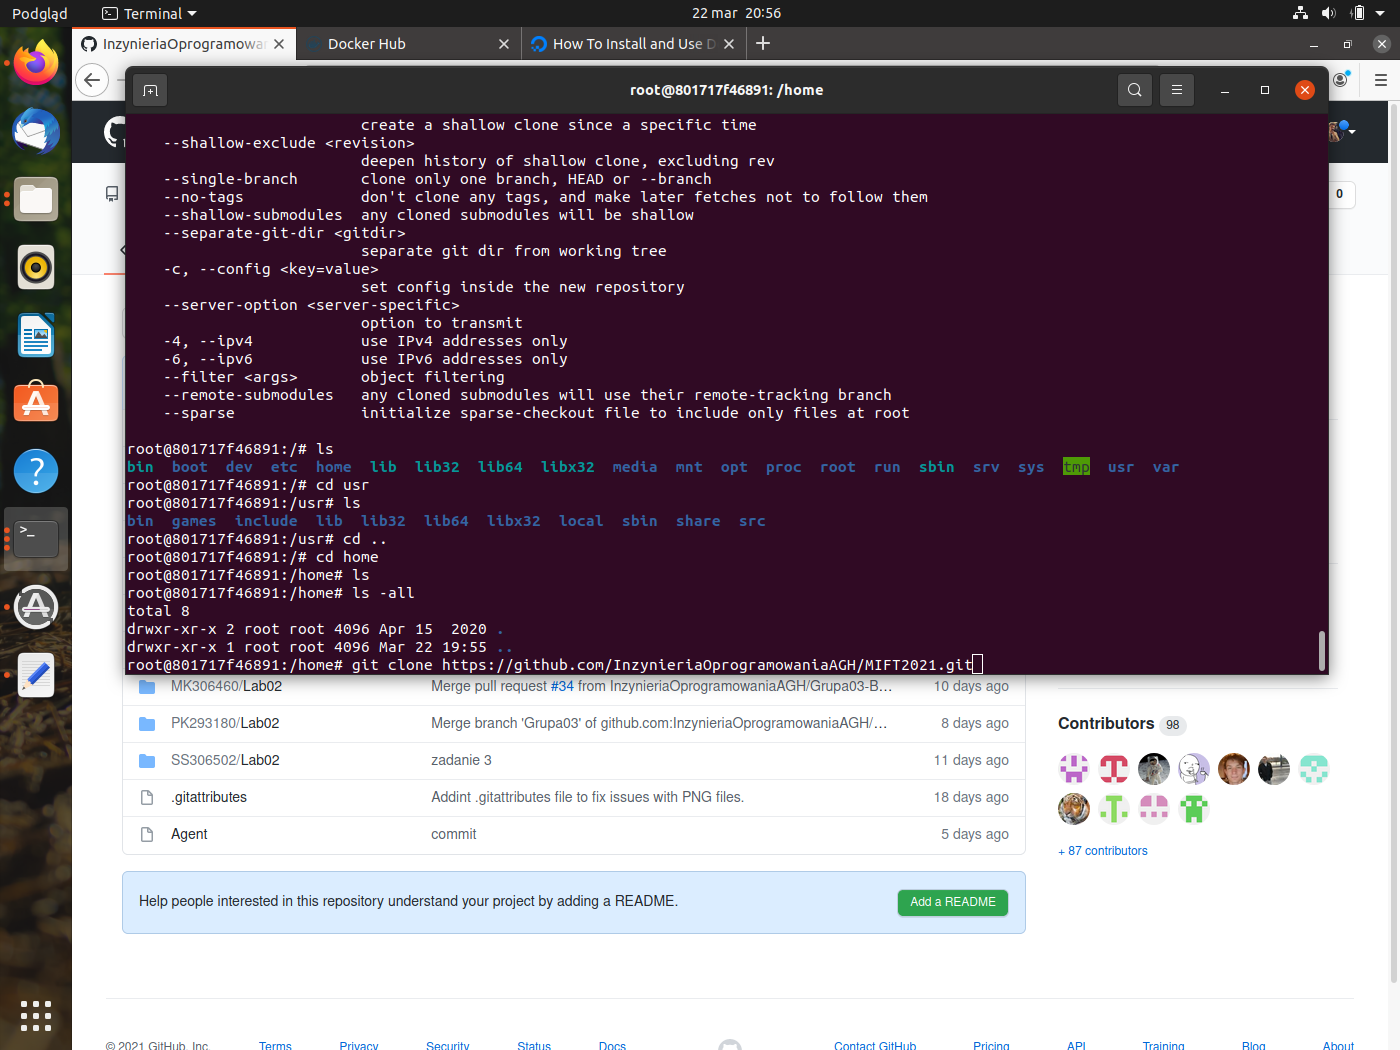 Podgląd Terminal 22 mar 20:56
InzynieriaOprogramowa Docker Hub How To Install and Use D
root@801717f46891: /home
create a shallow clone since a specific time
--shallow-exclude <revision>
deepen history of shallow clone, excluding rev
--single-branch clone only one branch, HEAD or --branch
--no-tags don't clone any tags, and make later fetches not to follow them
--shallow-submodules any cloned submodules will be shallow
--separate-git-dir <gitdir>
separate git dir from working tree
-c, --config <key=value>
set config inside the new repository
--server-option <server-specific>
option to transmit
-4, --ipv4 use IPv4 addresses only
-6, --ipv6 use IPv6 addresses only
--filter <args> object filtering
--remote-submodules any cloned submodules will use their remote-tracking branch
--sparse initialize sparse-checkout file to include only files at root
root@801717f46891:/# ls
bin boot dev etc home lib lib32 lib64 libx32 media mnt opt proc root run sbin srv sys tmp usr var
root@801717f46891:/# cd usr
root@801717f46891:/usr# ls
bin games include lib lib32 lib64 libx32 local sbin share src
root@801717f46891:/usr# cd ..
root@801717f46891:/# cd home
root@801717f46891:/home# ls
root@801717f46891:/home# ls -all
total 8
drwxr-xr-x 2 root root 4096 Apr 15 2020 .
drwxr-xr-x 1 root root 4096 Mar 22 19:55 ..
root@801717f46891:/home# git clone https://github.com/InzynieriaOprogramowaniaAGH/MIFT2021.git
0
MK306460/Lab02 Merge pull request #34 from InzynieriaOprogramowaniaAGH/Grupa03-B... 10 days ago
PK293180/Lab02 Merge branch 'Grupa03' of github.com:InzynieriaOprogramowaniaAGH/... 8 days ago
SS306502/Lab02 zadanie 3 11 days ago
.gitattributes Addint .gitattributes file to fix issues with PNG files. 18 days ago
Agent commit 5 days ago
Contributors 98
+ 87 contributors
Help people interested in this repository understand your project by adding a README. Add a README
© 2021 GitHub, Inc. Terms Privacy Security Status Docs Contact GitHub Pricing API Training Blog About